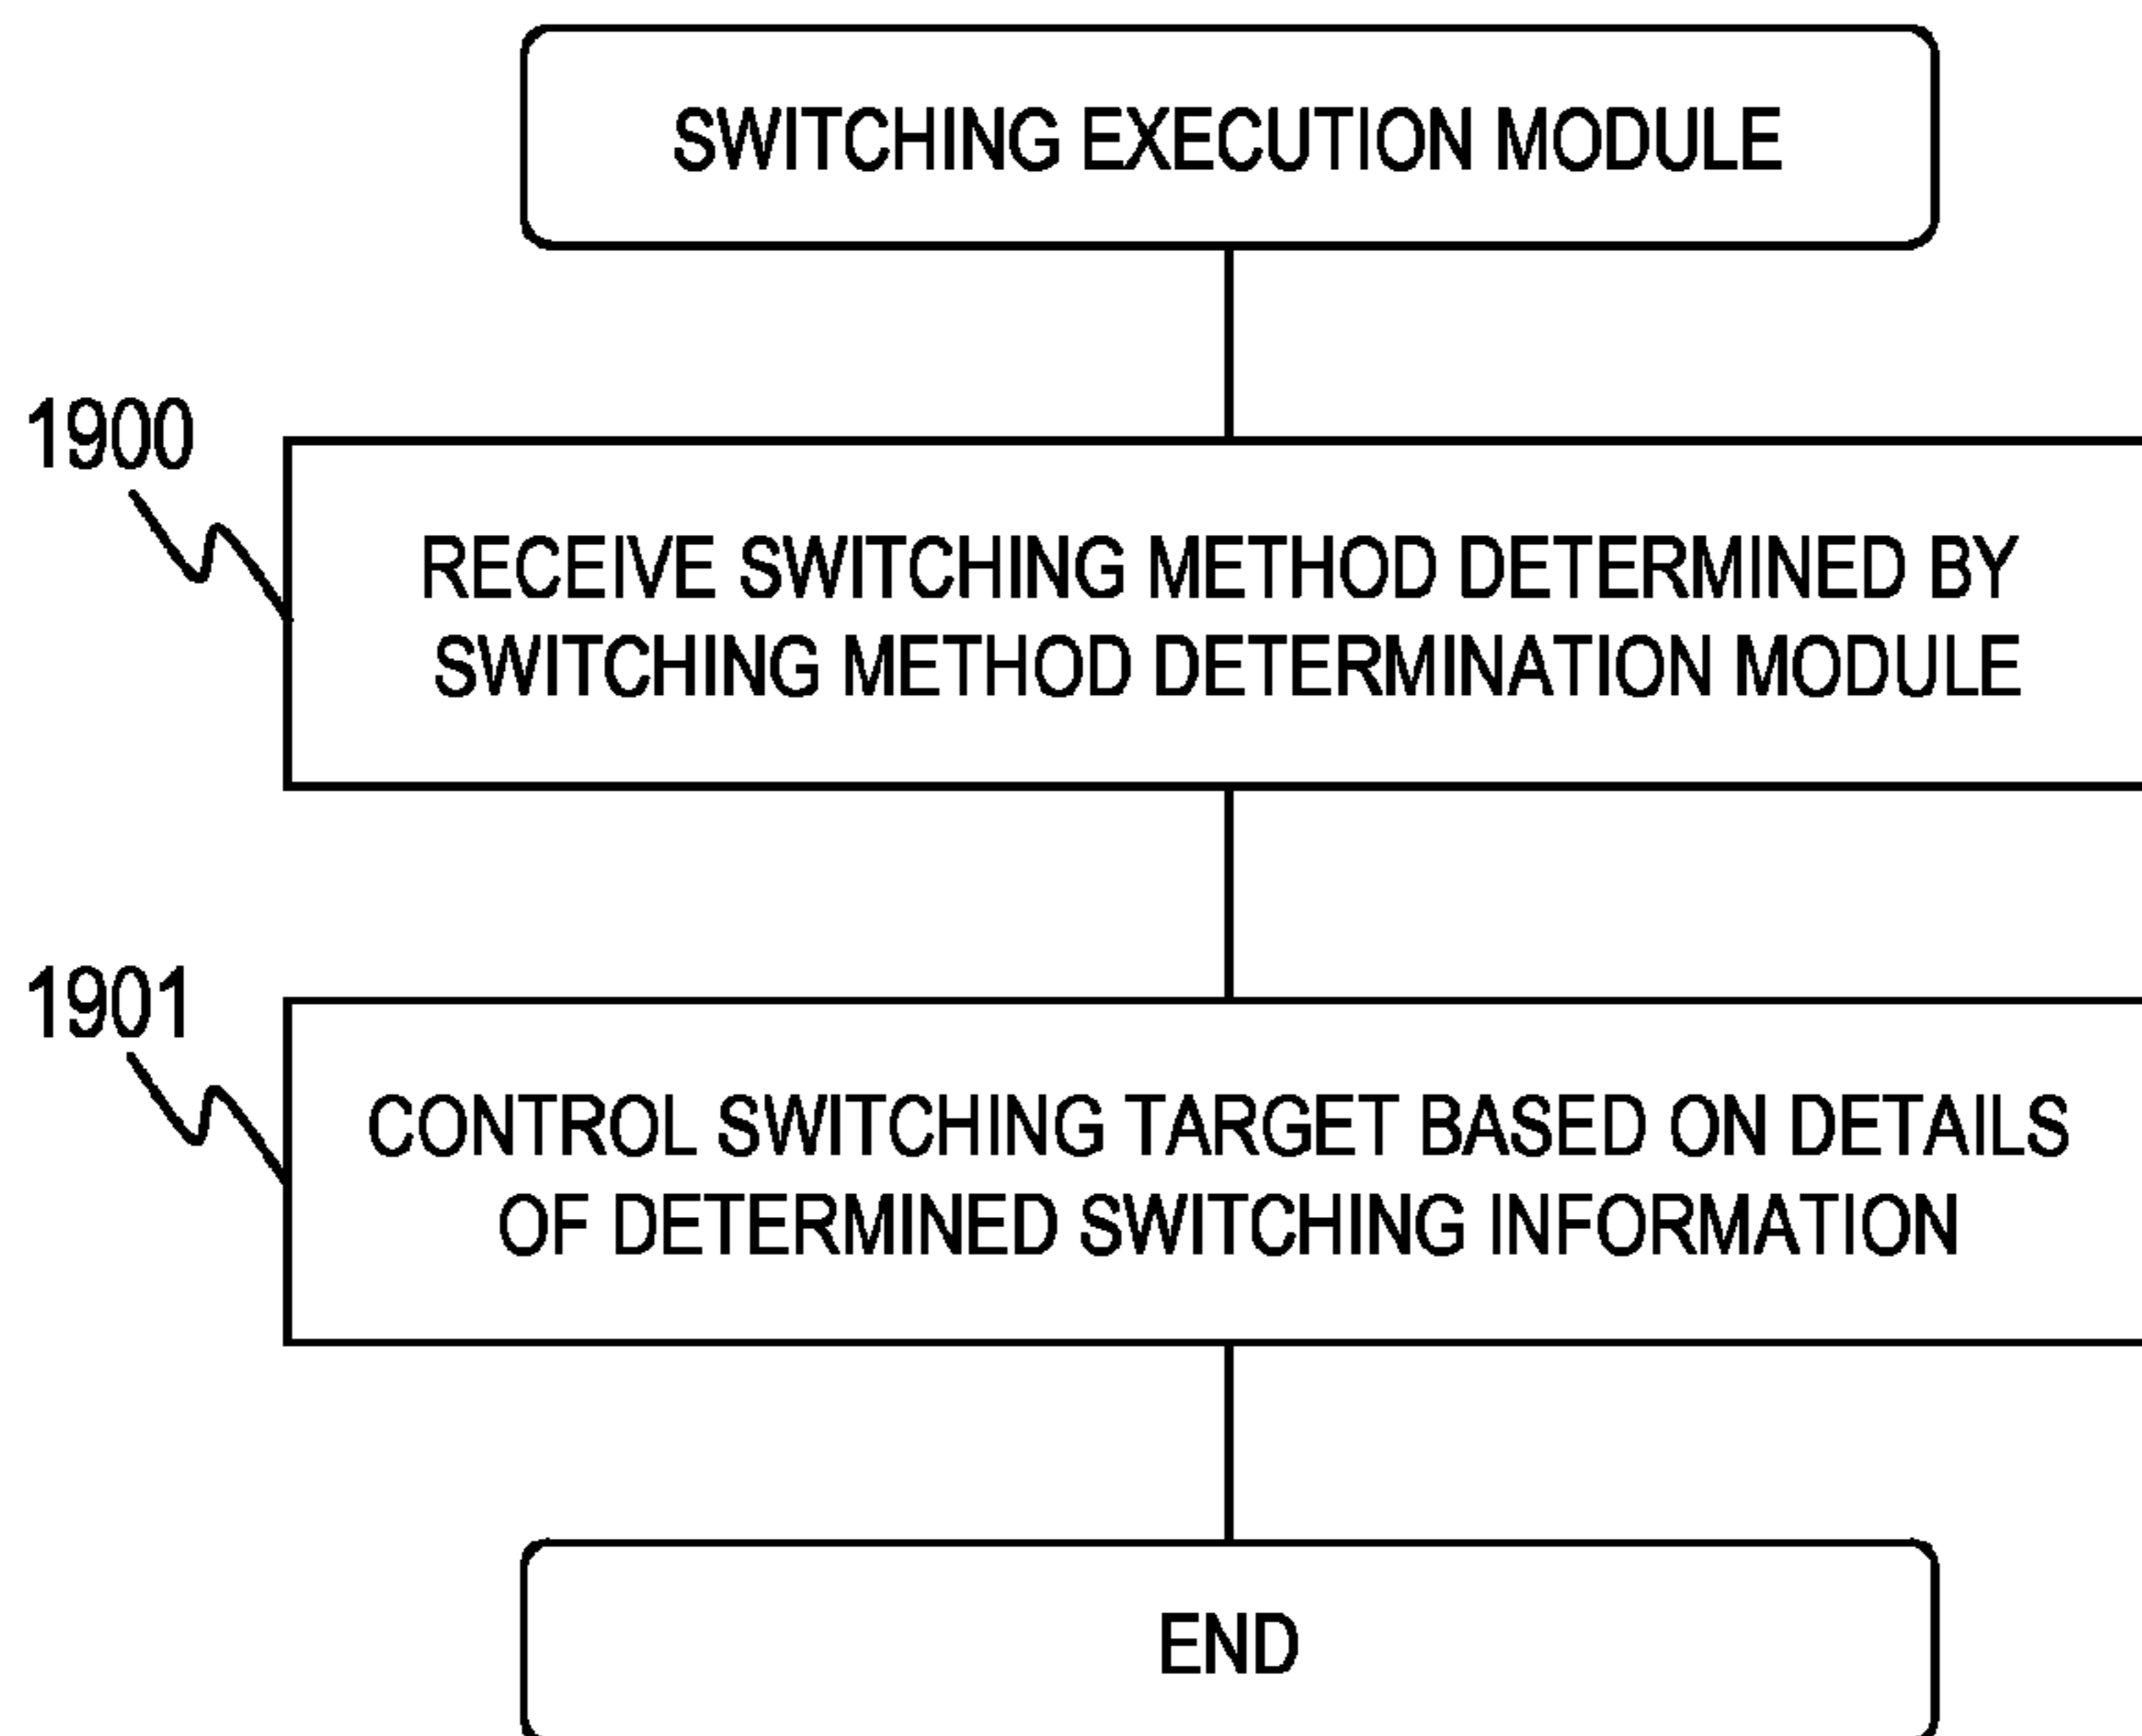 SWITCHING EXECUTION MODULE
1900
RECEIVE SWITCHING METHOD DETERMINED BY
SWITCHING METHOD DETERMINATION MODULE
1901
CONTROL SWITCHING TARGET BASED ON DETAILS
OF DETERMINED SWITCHING INFORMATION
END